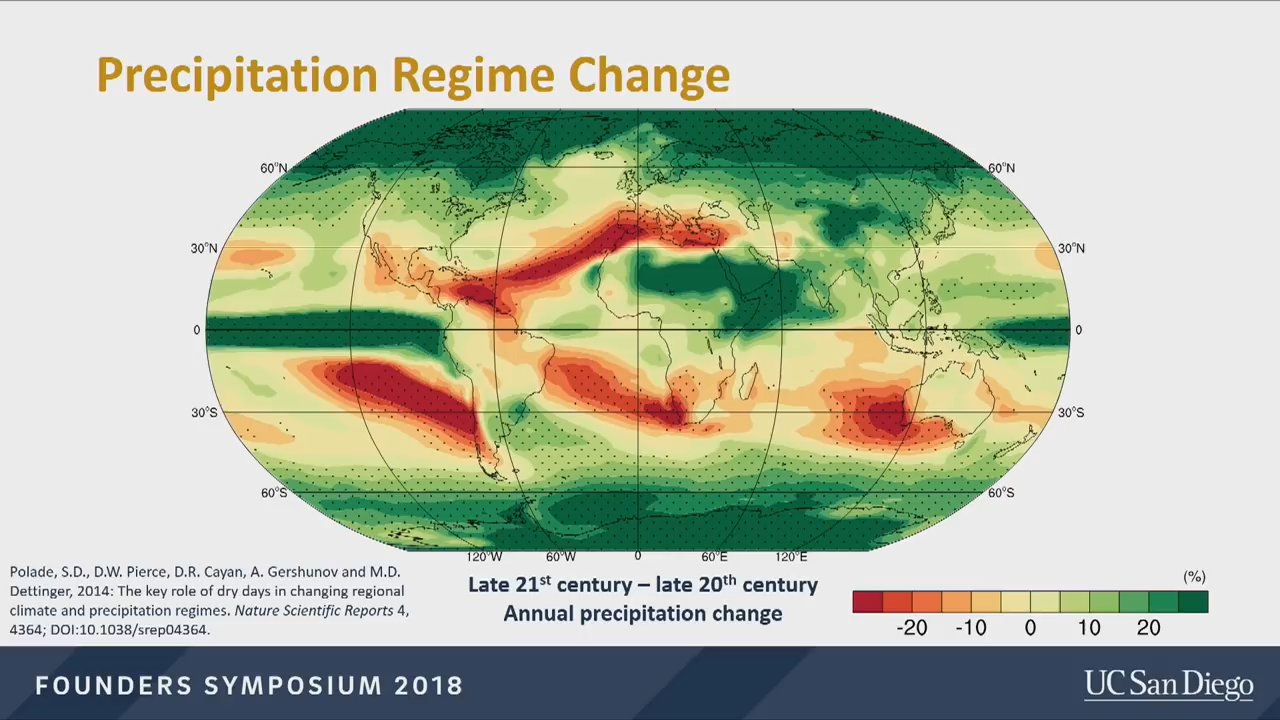 Precipitation Regime Change
60°N 60°N
30°N 30°N
0 0
30°S 30°S
60°S 60°S
120°W 60°W 0 60°E 120°E
Polade, S.D., D.W. Pierce, D.R. Cayan, A. Gershunov and M.D.
Dettinger, 2014: The key role of dry days in changing regional
climate and precipitation regimes. Nature Scientific Reports 4,
4364; DOI:10.1038/srep04364.
Late 21st century – late 20th century
Annual precipitation change
(%)
-20 -10 0 10 20
FOUNDERS SYMPOSIUM 2018
UC San Diego